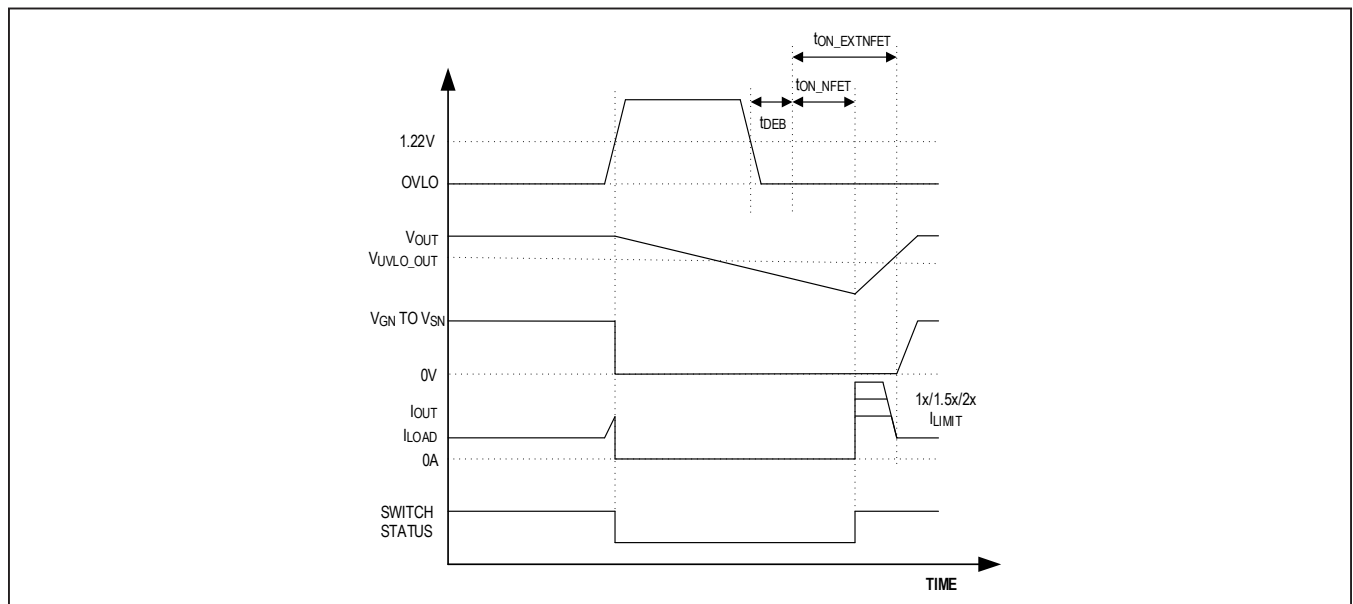 tON_EXTNFET
tON_NFET
tDEB
1.22V
OVLO
VOUT
VUVLO_OUT
VGN TO VSN
0V
IOUT
1x/1.5x/2x
ILIMIT
ILOAD
0A
SWITCH
STATUS
TIME